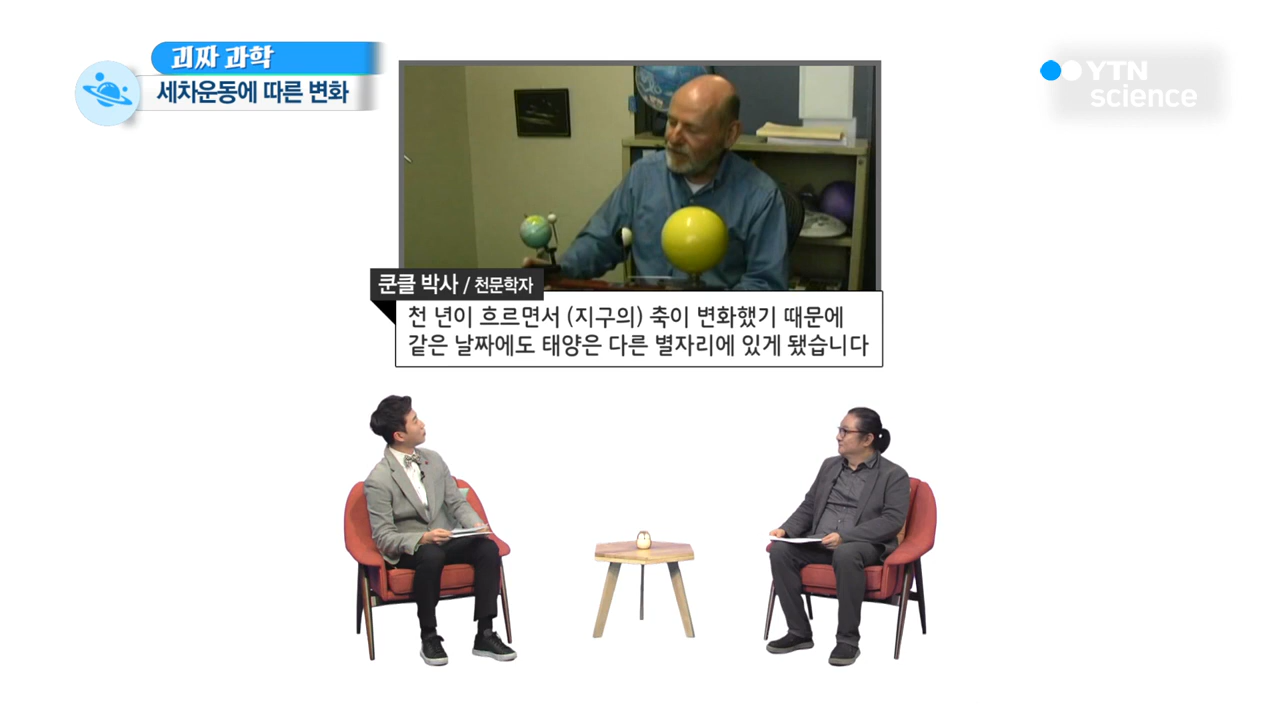 괴짜 과학
세차운동에 따른 변화
YTN
science
쿤클 박사 / 천문학자
천 년이 흐르면서 (지구의) 축이 변화했기 때문에
같은 날짜에도 태양은 다른 별자리에 있게 됐습니다